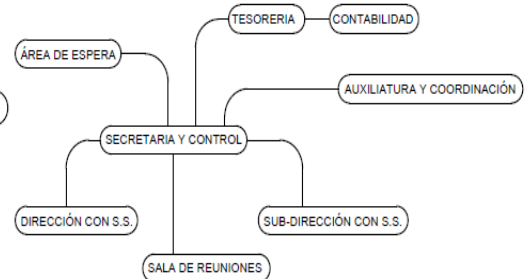 TESORERIA
CONTABILIDAD
ÁREA DE ESPERA
AUXILIATURA Y COORDINACIÓN
SECRETARIA Y CONTROL
DIRECCIÓN CON S.S.
SUB-DIRECCIÓN CON S.S.
SALA DE REUNIONES